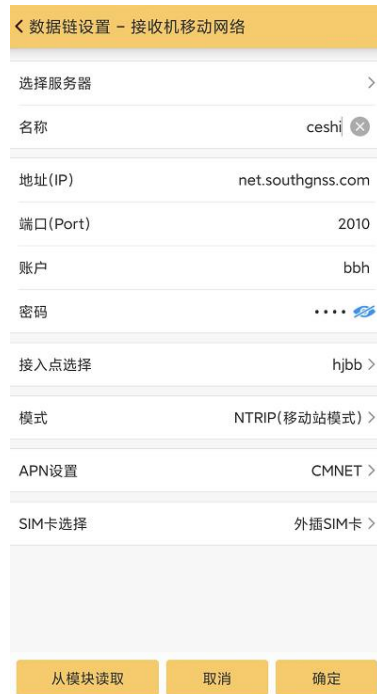 数据链设置 - 接收机移动网络
选择服务器
名称 ceshi
地址(IP) net.southgnss.com
端口(Port) 2010
账户 bbh
密码 ••••
接入点选择 hjbb
模式 NTRIP(移动站模式)
APN设置 CMNET
SIM卡选择 外插SIM卡
从模块读取 取消 确定